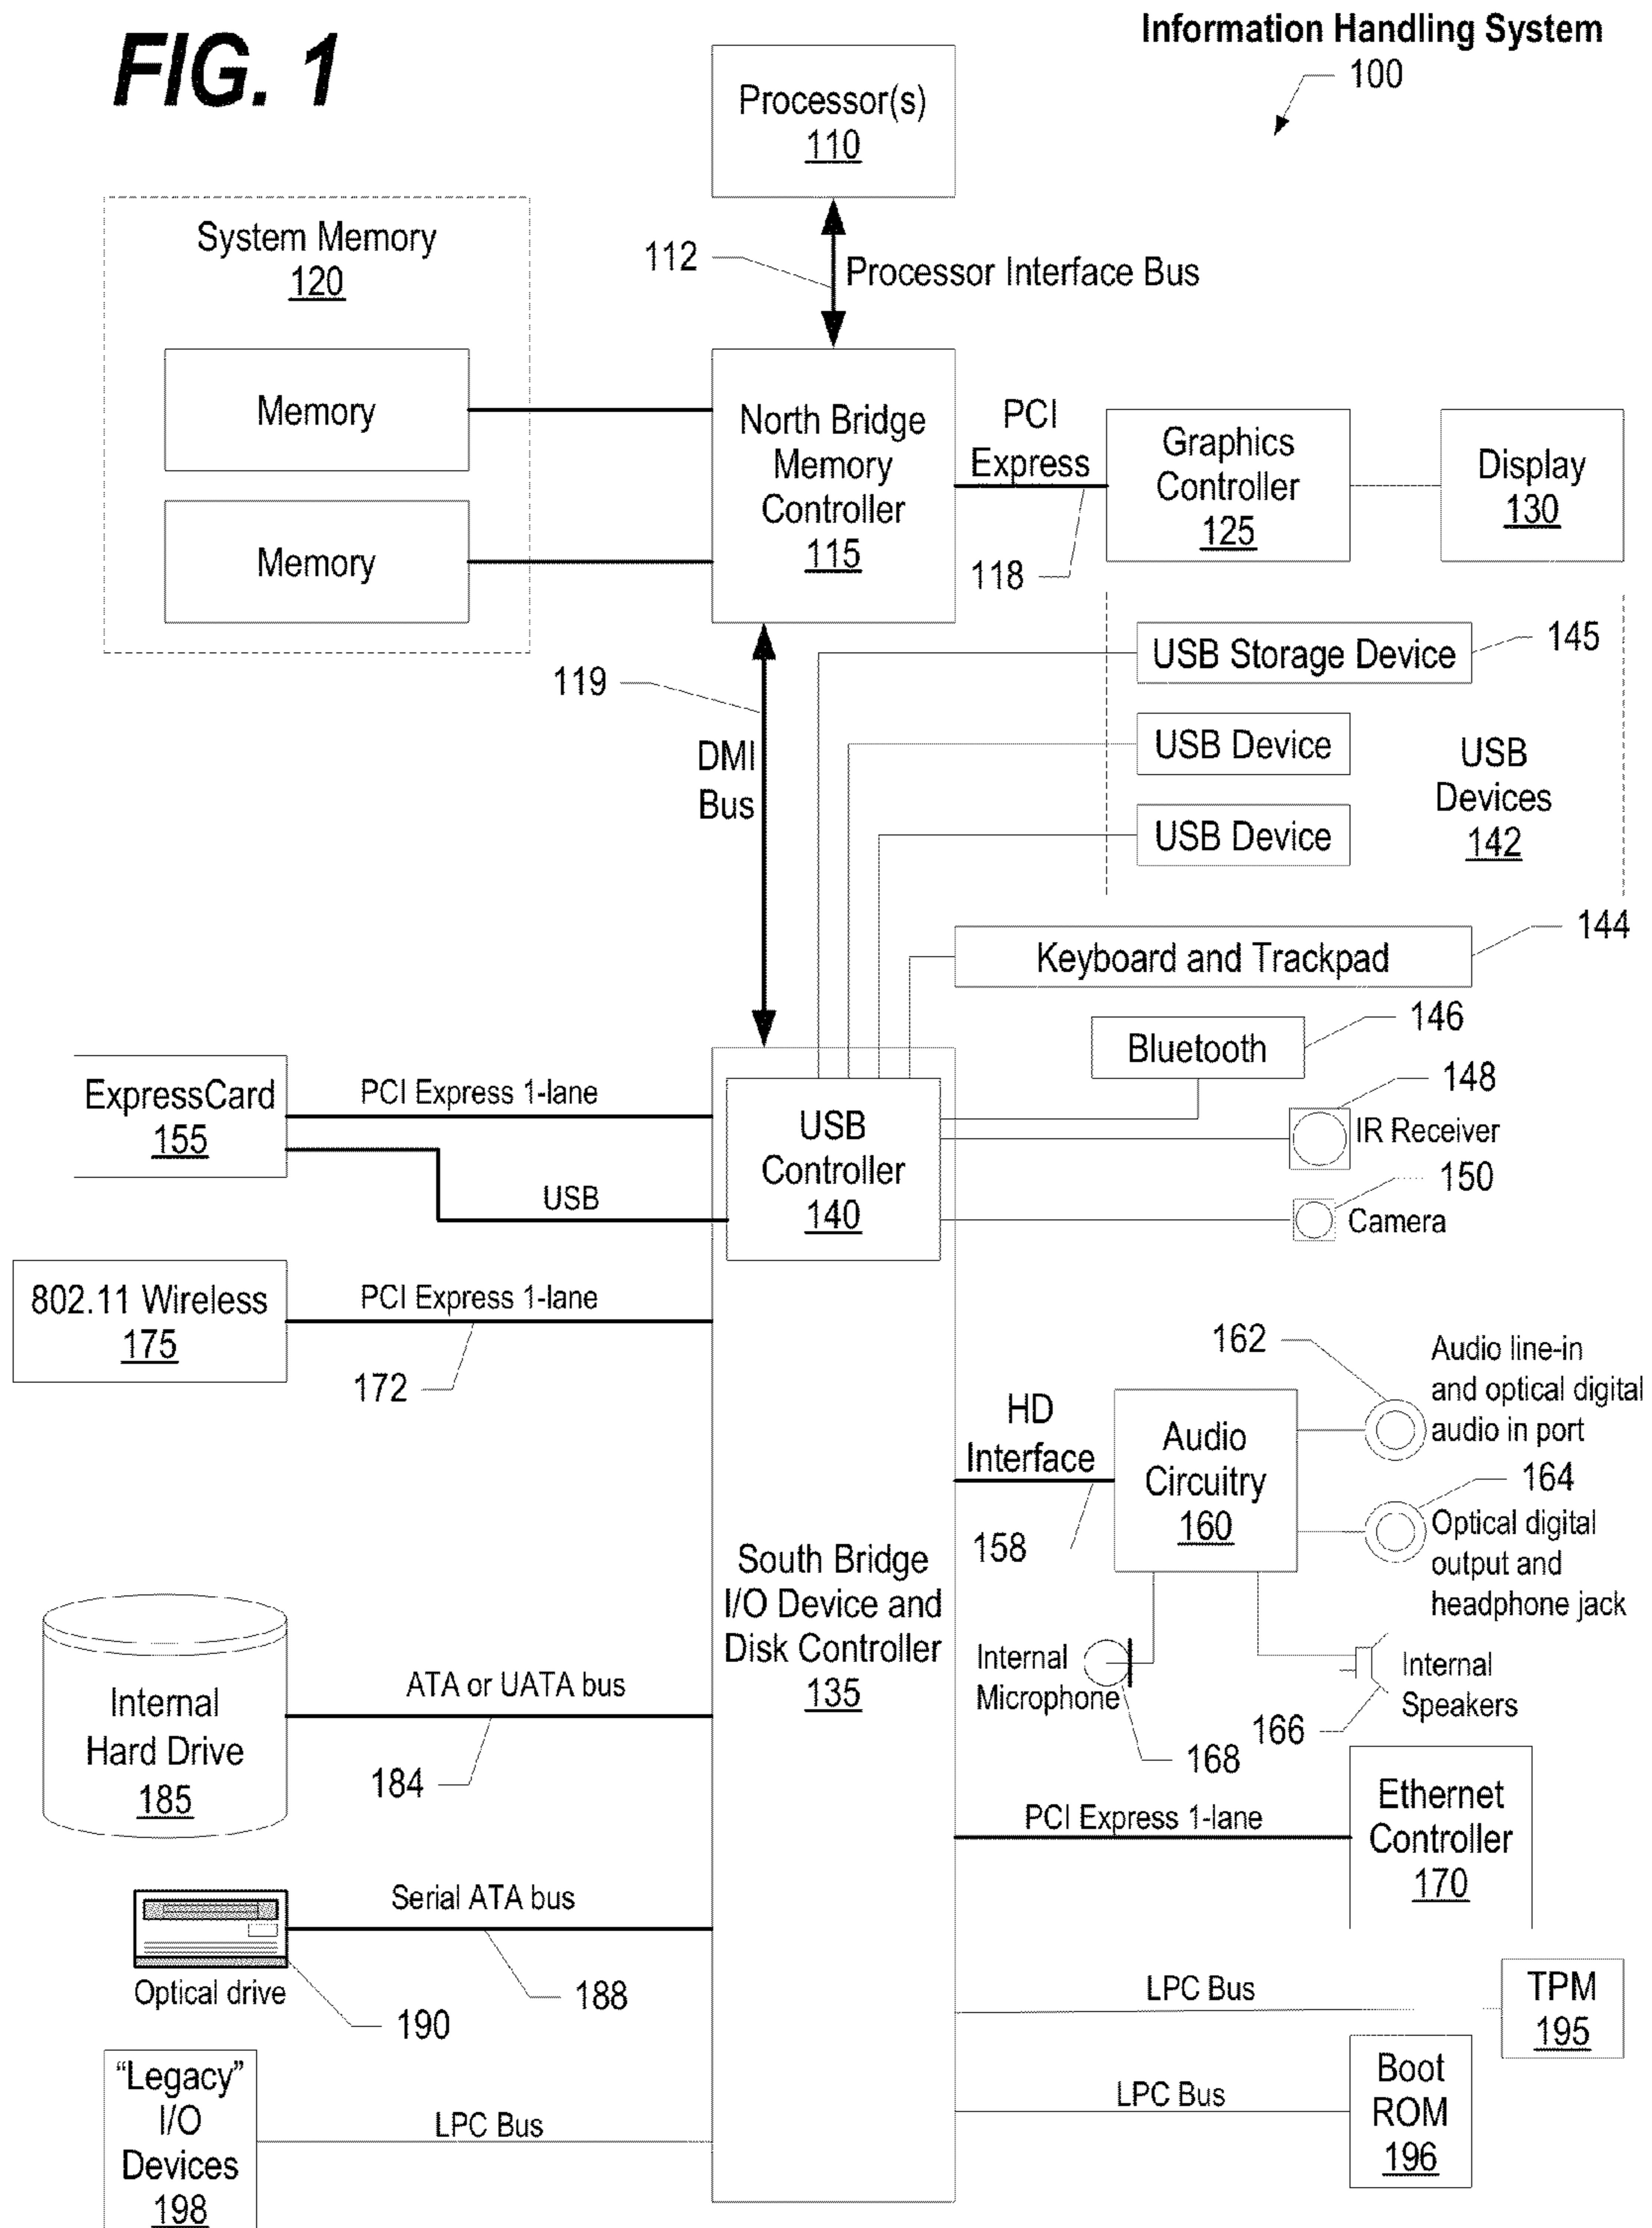 FIG. 1
Information Handling System
100
Processor(s)
110
System Memory
120
112
Processor Interface Bus
Memory
Memory
North Bridge
Memory
Controller
115
PCI
Express
118
Graphics
Controller
125
Display
130
119
DMI
Bus
USB Storage Device
145
USB Device
USB Device
USB
Devices
142
144
Keyboard and Trackpad
146
Bluetooth
148
IR Receiver
150
Camera
ExpressCard
155
PCI Express 1-lane
USB
USB
Controller
140
802.11 Wireless
175
PCI Express 1-lane
172
162
Audio line-in
and optical digital
audio in port
HD
Interface
158
Audio
Circuitry
160
164
Optical digital
output and
headphone jack
South Bridge
I/O Device and
Disk Controller
135
Internal
Microphone
168
Internal
Speakers
166
Internal
Hard Drive
185
ATA or UATA bus
184
PCI Express 1-lane
Ethernet
Controller
170
Serial ATA bus
188
Optical drive
190
LPC Bus
TPM
195
"Legacy"
I/O
Devices
198
LPC Bus
LPC Bus
Boot
ROM
196